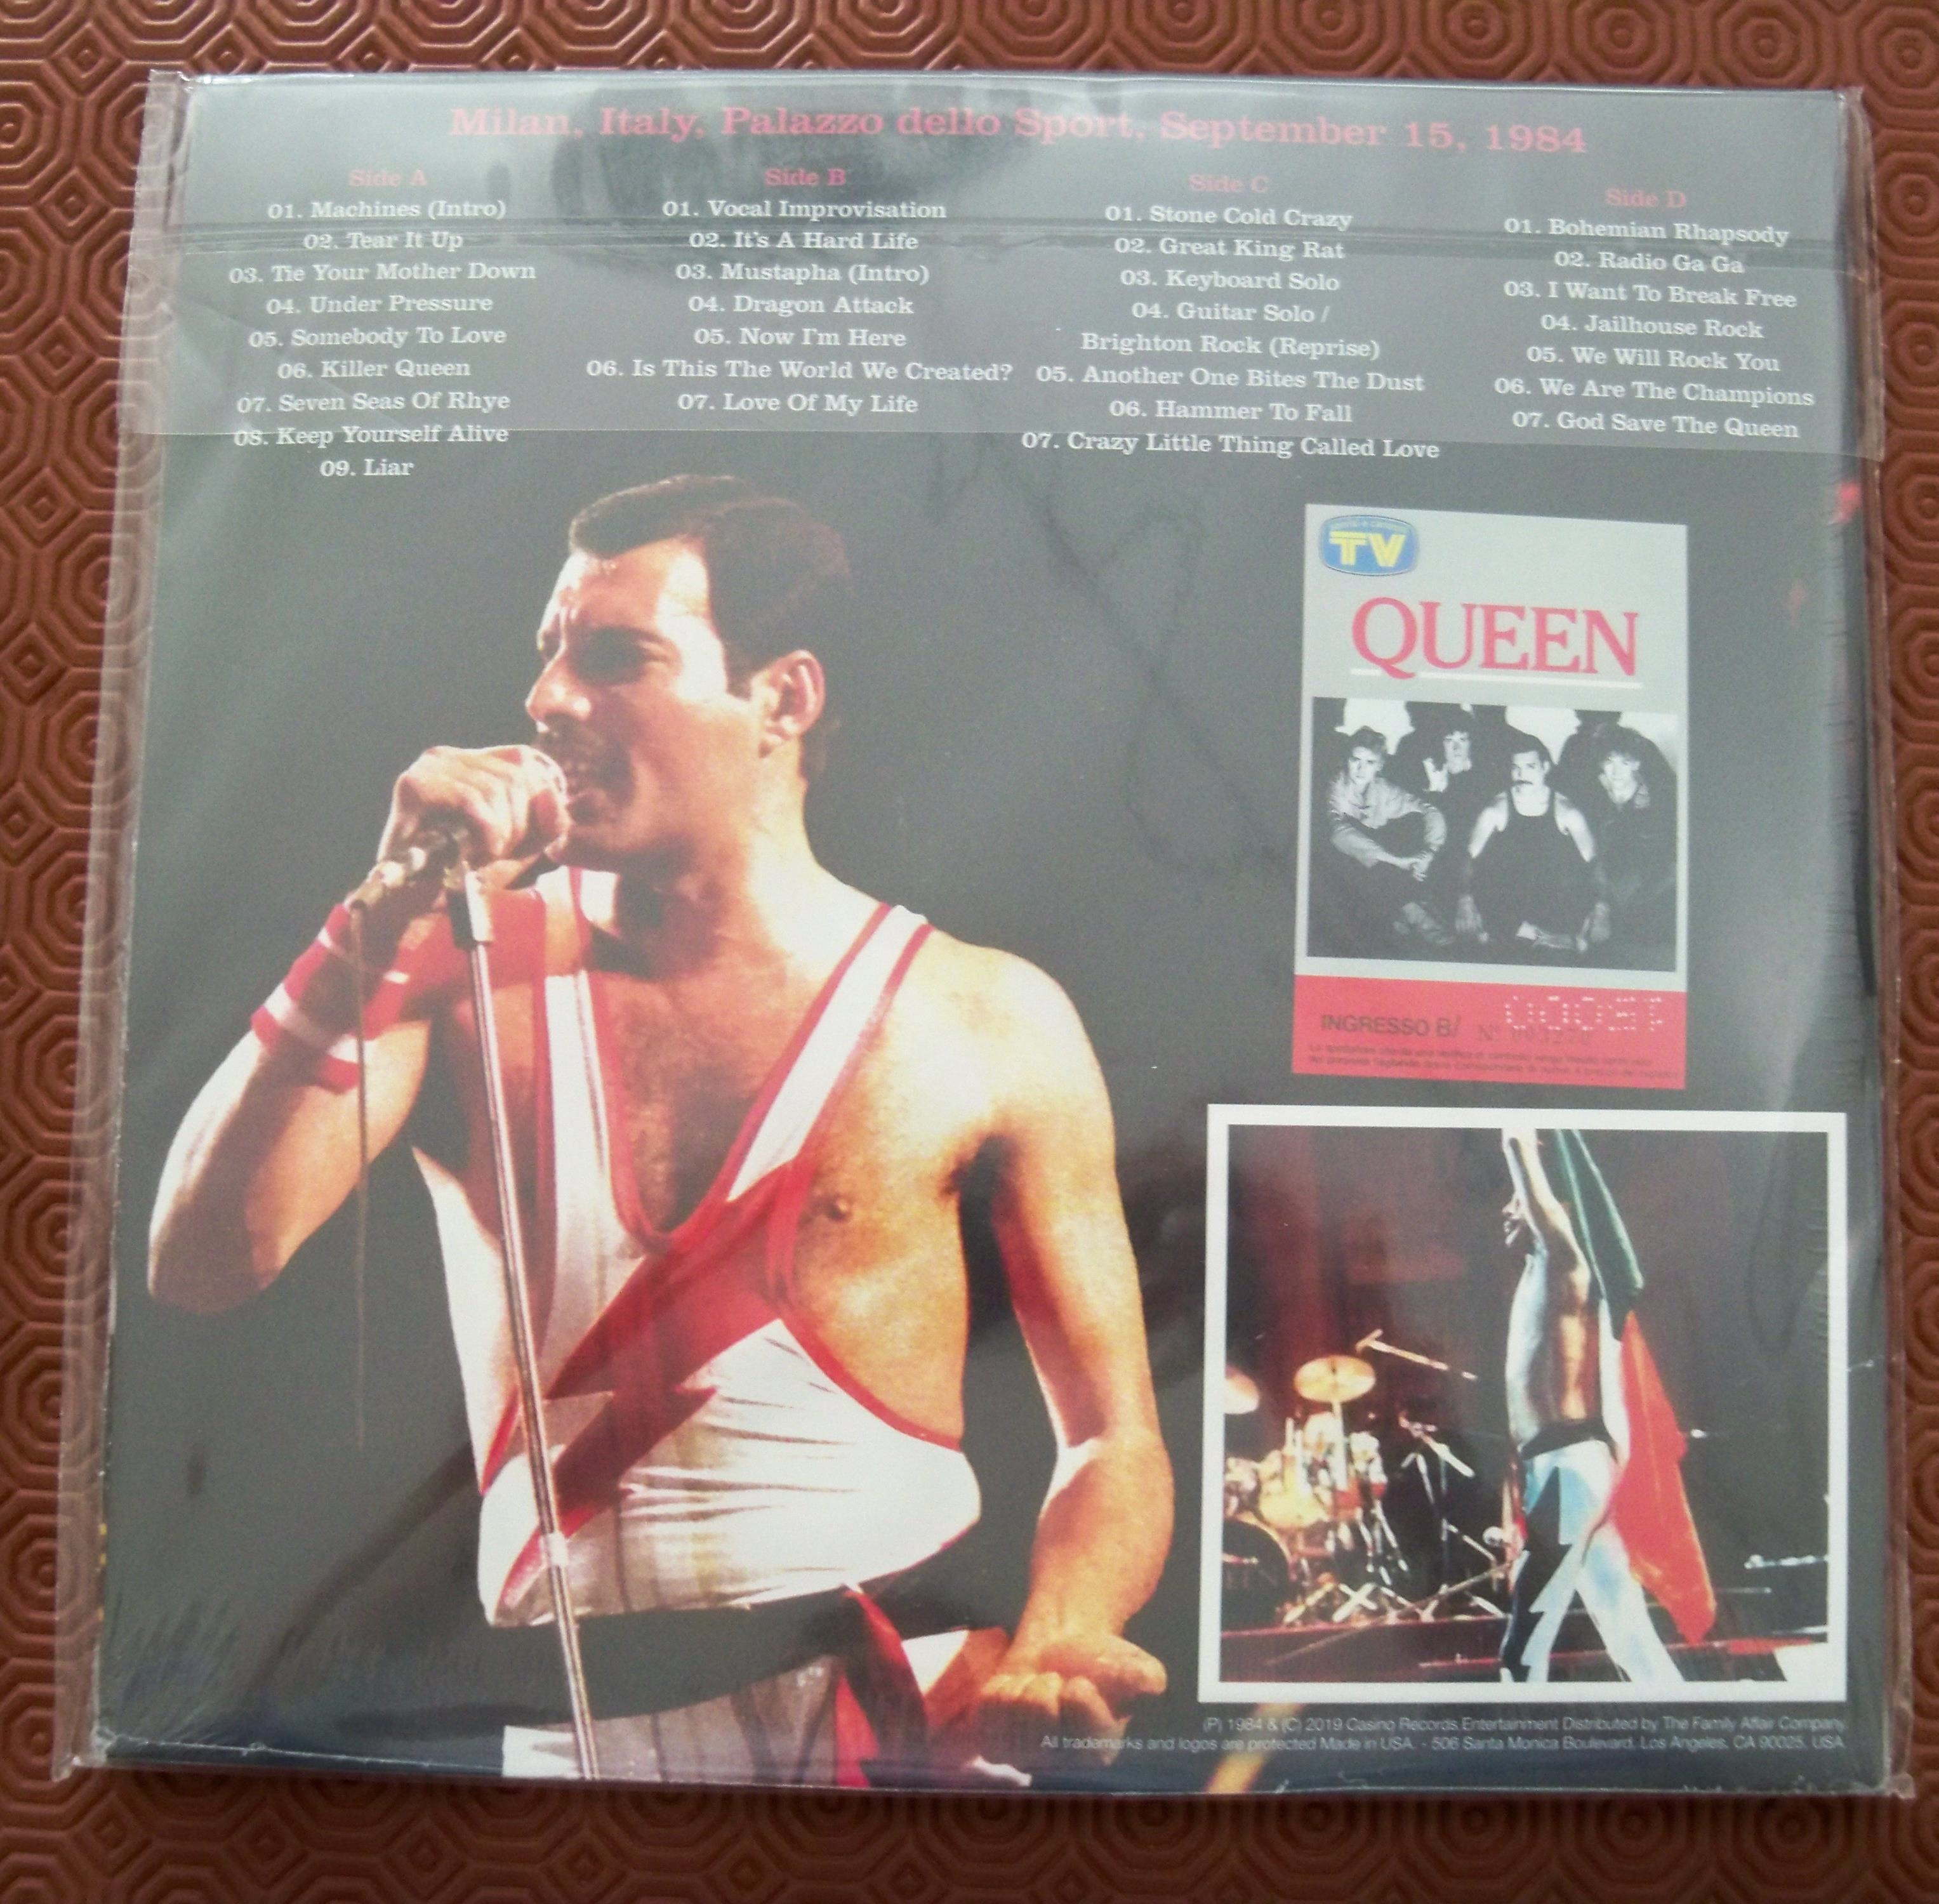 Milan, Italy, Palazzo dello Sport, September 15, 1984
Side A
01. Machines (Intro)
02. Tear It Up
03. Tie Your Mother Down
04. Under Pressure
05. Somebody To Love
06. Killer Queen
07. Seven Seas Of Rhye
08. Keep Yourself Alive
09. Liar
Side B
01. Vocal Improvisation
02. It's A Hard Life
03. Mustapha (Intro)
04. Dragon Attack
05. Now I'm Here
06. Is This The World We Created?
07. Love Of My Life
Side C
01. Stone Cold Crazy
02. Great King Rat
03. Keyboard Solo
04. Guitar Solo /
Brighton Rock (Reprise)
05. Another One Bites The Dust
06. Hammer To Fall
07. Crazy Little Thing Called Love
Side D
01. Bohemian Rhapsody
02. Radio Ga Ga
03. I Want To Break Free
04. Jailhouse Rock
05. We Will Rock You
06. We Are The Champions
07. God Save The Queen
TV
QUEEN
INGRESSO B/ N°
(P) 1984 & (C) 2019 Casino Records Entertainment Distributed by The Family Affair Company
All trademarks and logos are protected Made in USA. - 506 Santa Monica Boulevard, Los Angeles, CA 90025, USA